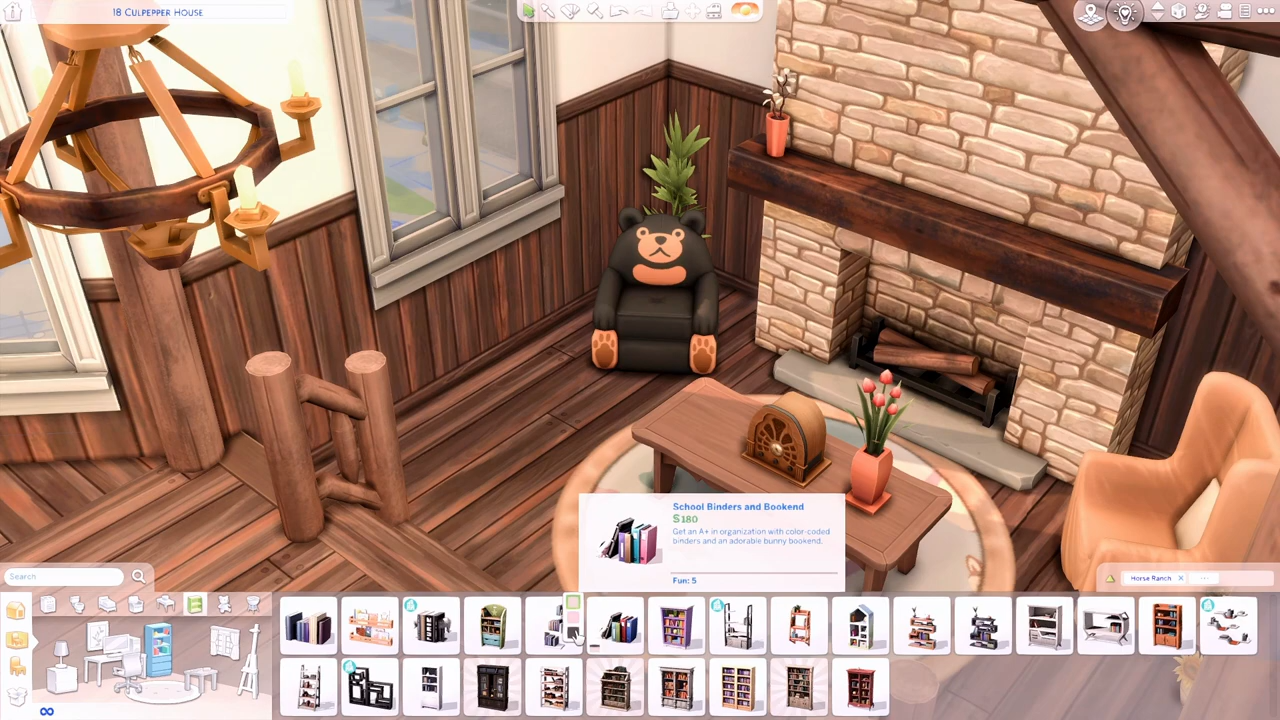 18 CULPEPPER HOUSE
School Binders and Bookend
§180
Get an A+ in organization with color-coded
binders and an adorable bunny bookend.
Fun: 5
Search
Horse Ranch